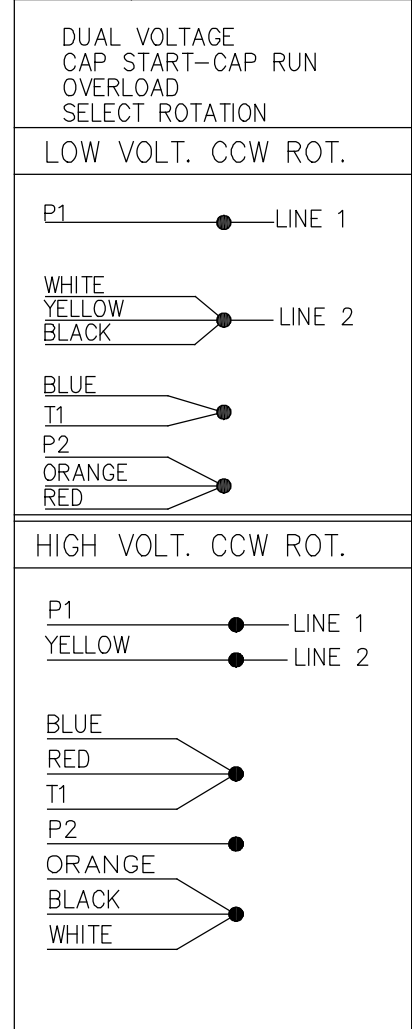 DUAL VOLTAGE
CAP START-CAP RUN
OVERLOAD
SELECT ROTATION
LOW VOLT. CCW ROT.
P1
LINE 1
WHITE
YELLOW
LINE 2
BLACK
BLUE
T1
P2
ORANGE
RED
HIGH VOLT. CCW ROT.
P1
LINE 1
YELLOW
LINE 2
BLUE
RED
T1
P2
ORANGE
BLACK
WHITE